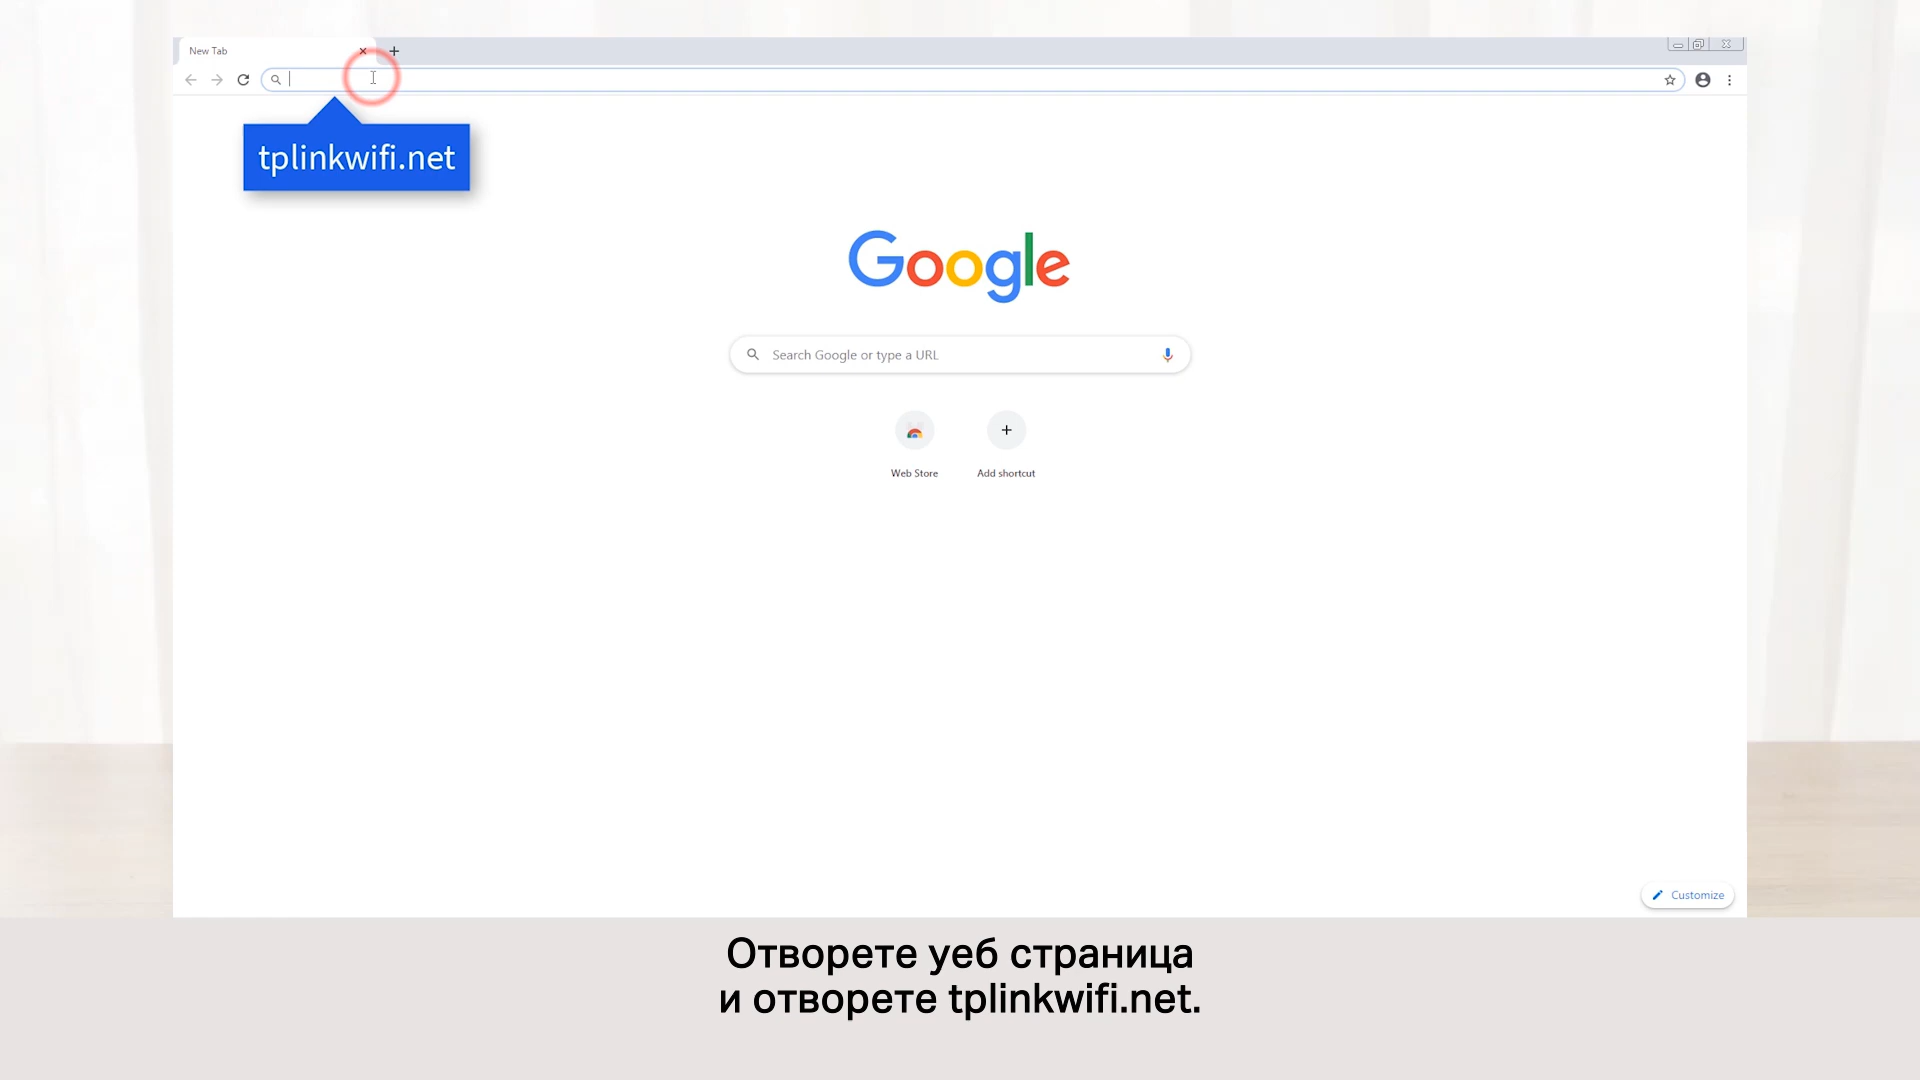 New Tab
tplinkwifi.net
Google
Search Google or type a URL
Web Store
Add shortcut
Customize
Отворете уеб страница
и отворете tplinkwifi.net.